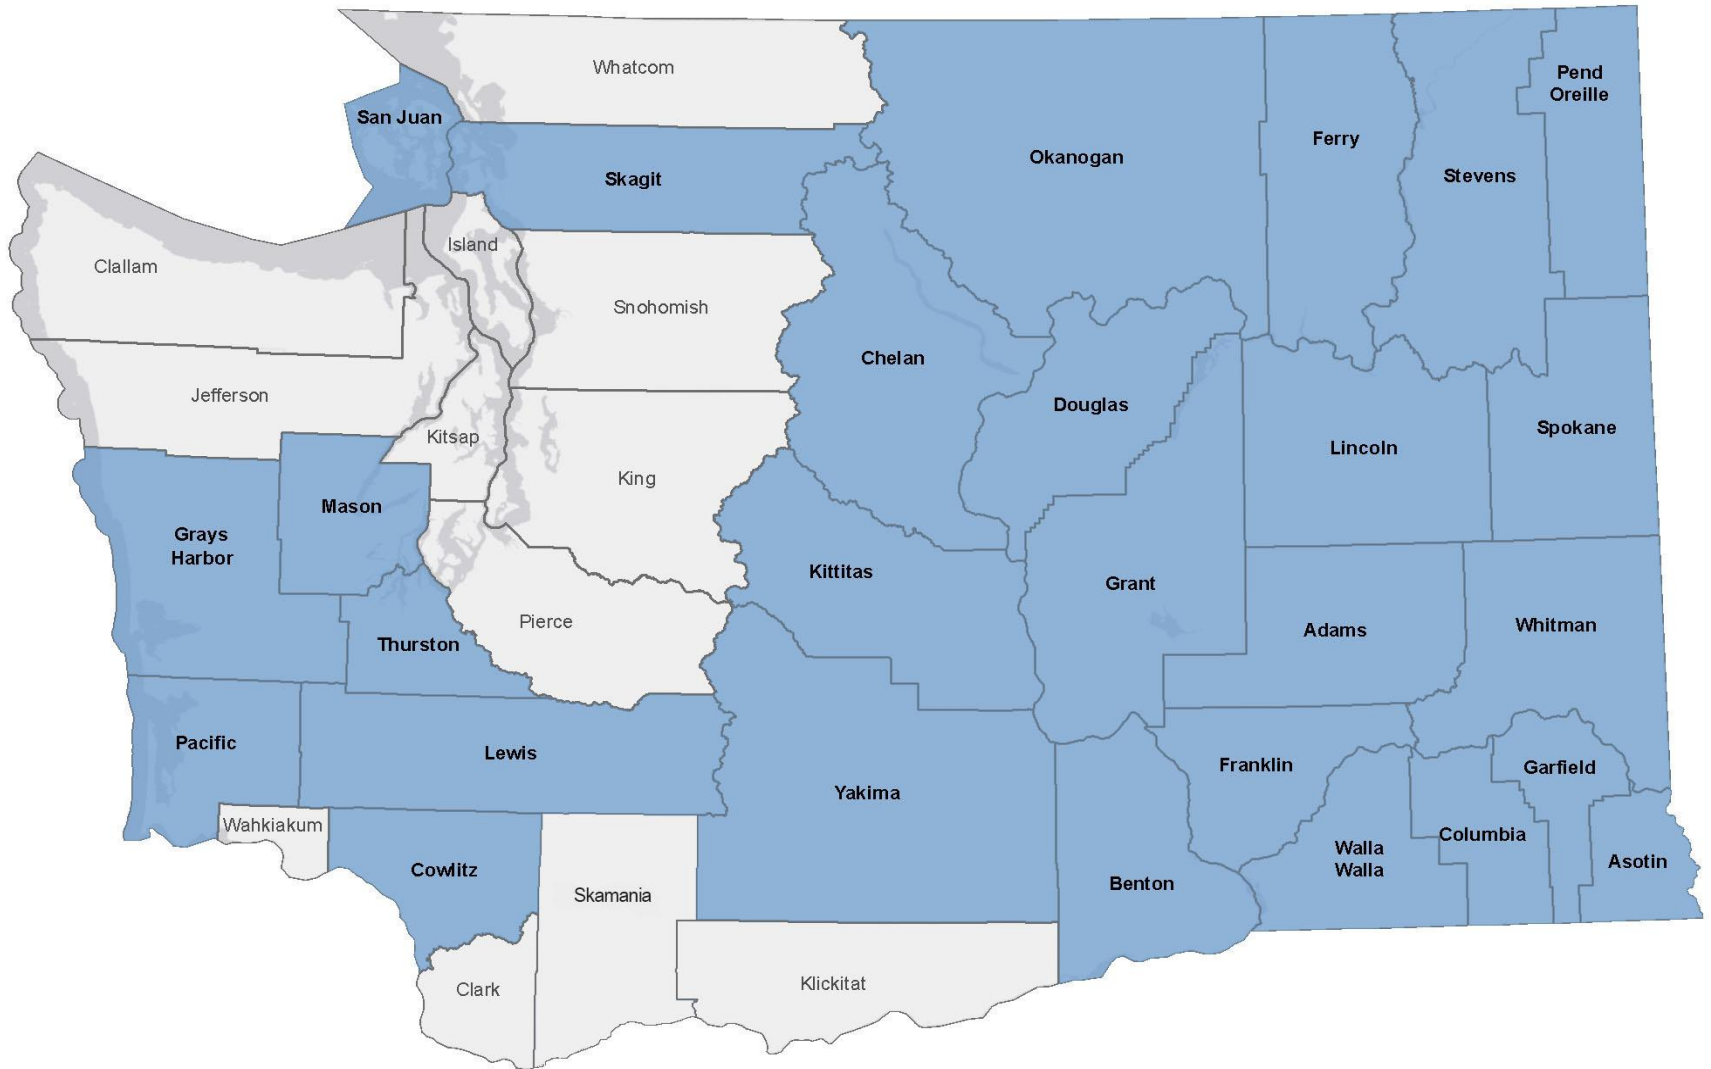 Whatcom
Pend
Oreille
San Juan
Ferry
Okanogan
Stevens
Skagit
Island
Clallam
Snohomish
Chelan
Jefferson
Douglas
Spokane
Kitsap
Lincoln
King
Mason
Grays
Harbor
Kittitas
Grant
Pierce
Whitman
Adams
Thurston
Pacific
Lewis
Franklin
Garfield
Yakima
Wahkiakum
Columbia
Walla
Walla
Asotin
Cowlitz
Benton
Skamania
Klickitat
Clark